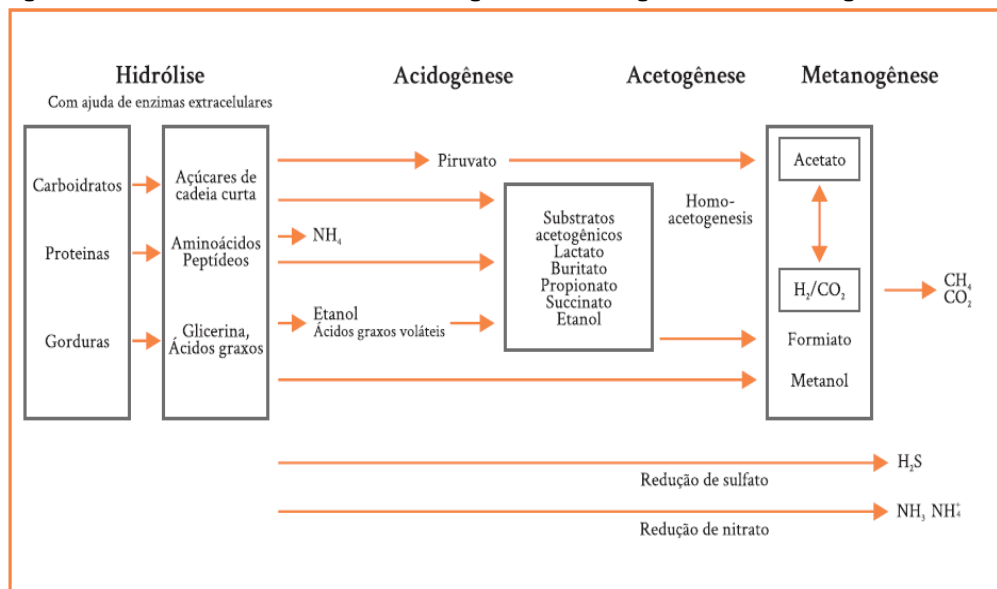 Hidrólise
Acidogênese
Acetogênese
Metanogênese
Com ajuda de enzimas extracelulares
Carboidratos
Proteinas
Gorduras
Açúcares de
cadeia curta
Aminoácidos
Peptídeos
Glicerina,
Ácidos graxos
Piruvato
NH₄
Etanol
Ácidos graxos voláteis
Substratos
acetogênicos
Lactato
Buritato
Propionato
Succinato
Etanol
Homo-
acetogenesis
Acetato
H₂/CO₂
Formiato
Metanol
CH₄
CO₂
Redução de sulfato
H₂S
Redução de nitrato
NH₃ NH₄⁺